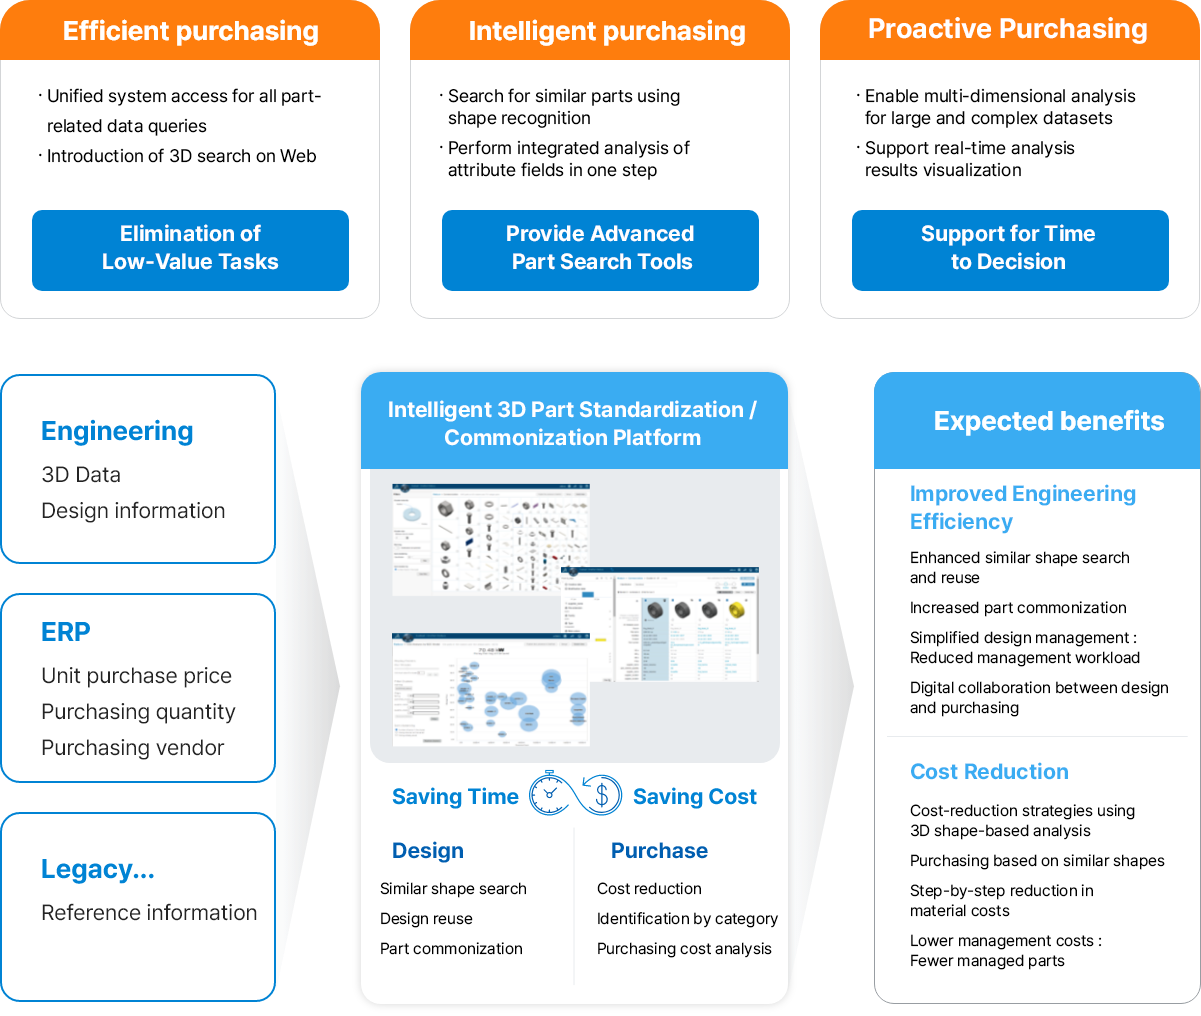 Efficient purchasing
· Unified system access for all part-
related data queries
· Introduction of 3D search on Web
Elimination of
Low-Value Tasks
Intelligent purchasing
· Search for similar parts using
shape recognition
· Perform integrated analysis of
attribute fields in one step
Provide Advanced
Part Search Tools
Proactive Purchasing
· Enable multi-dimensional analysis
for large and complex datasets
· Support real-time analysis
results visualization
Support for Time
to Decision
Engineering
3D Data
Design information
ERP
Unit purchase price
Purchasing quantity
Purchasing vendor
Legacy...
Reference information
Intelligent 3D Part Standardization /
Commonization Platform
Saving Time
Saving Cost
Design
Similar shape search
Design reuse
Part commonization
Purchase
Cost reduction
Identification by category
Purchasing cost analysis
Expected benefits
Improved Engineering
Efficiency
Enhanced similar shape search
and reuse
Increased part commonization
Simplified design management :
Reduced management workload
Digital collaboration between design
and purchasing
Cost Reduction
Cost-reduction strategies using
3D shape-based analysis
Purchasing based on similar shapes
Step-by-step reduction in
material costs
Lower management costs :
Fewer managed parts